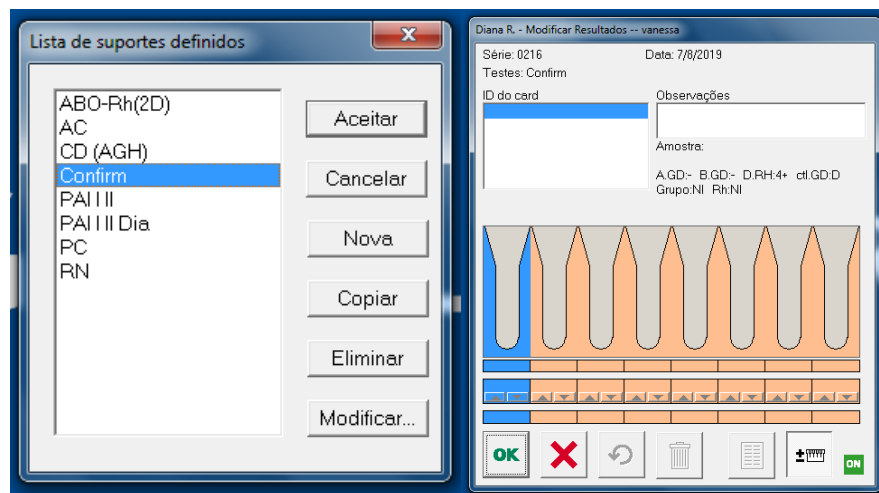 Lista de suportes definidos
ABO-Rh(2D)
AC
CD (AGH)
Confirm
PAI I II
PAI I II Dia
PC
RN
Aceitar
Cancelar
Nova
Copiar
Eliminar
Modificar...
Diana R. - Modificar Resultados -- vanessa
Série: 0216 Data: 7/8/2019
Testes: Confirm
ID do card Observações
Amostra:
A.GD:- B.GD:- D.RH:4+ ctl.GD:D
Grupo:NI Rh:NI
OK
ON